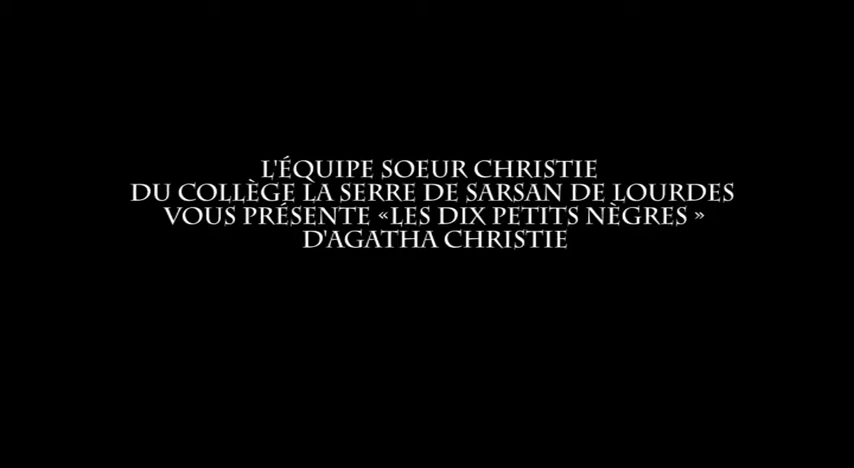 L'ÉQUIPE SOEUR CHRISTIE
DU COLLÈGE LA SERRE DE SARSAN DE LOURDES
VOUS PRÉSENTE «LES DIX PETITS NÈGRES »
D'AGATHA CHRISTIE